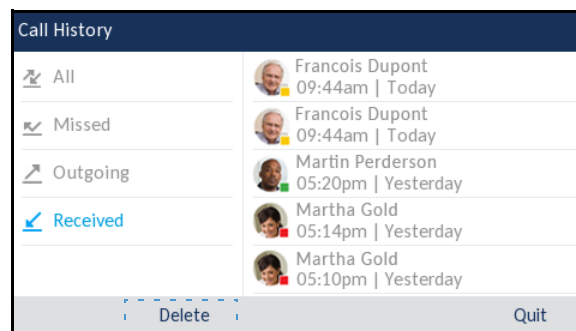 Call History
All
Missed
Outgoing
Received
Francois Dupont
09:44am | Today
Francois Dupont
09:44am | Today
Martin Perderson
05:20pm | Yesterday
Martha Gold
05:14pm | Yesterday
Martha Gold
05:10pm | Yesterday
Delete
Quit